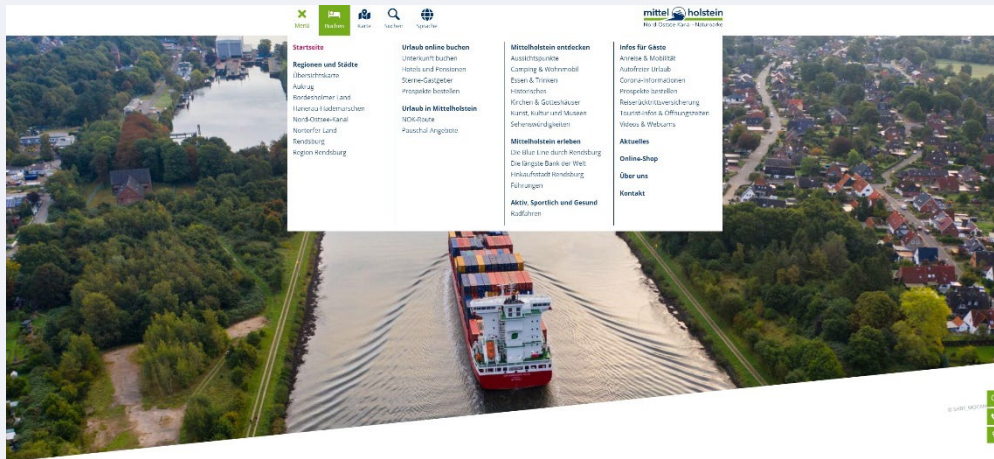 Menü
Buchen
Karte
Suchen
Sprache
mittel holstein
Nord-Ostsee-Kanal · Naturparks
Startseite
Regionen und Städte
Übersichtskarte
Aukrug
Bordesholmer Land
Hanerau-Hademarschen
Nord-Ostsee-Kanal
Nortorfer Land
Rendsburg
Region Rendsburg
Urlaub online buchen
Unterkunft buchen
Hotels und Pensionen
Sterne-Gastgeber
Prospekte bestellen
Urlaub in Mittelholstein
NOK-Route
Pauschal Angebote
Mittelholstein entdecken
Aussichtspunkte
Camping & Wohnmobil
Essen & Trinken
Historisches
Kirchen & Gotteshäuser
Kunst, Kultur und Museen
Sehenswürdigkeiten
Mittelholstein erleben
Die Blue Line durch Rendsburg
Die längste Bank der Welt
Einkaufsstadt Rendsburg
Führungen
Aktiv, Sportlich und Gesund
Radfahren
Infos für Gäste
Anreise & Mobilität
Autofreier Urlaub
Corona-Informationen
Prospekte bestellen
Reiserücktrittsversicherung
Tourist-Infos & Öffnungszeiten
Videos & Webcams
Aktuelles
Online-Shop
Über uns
Kontakt